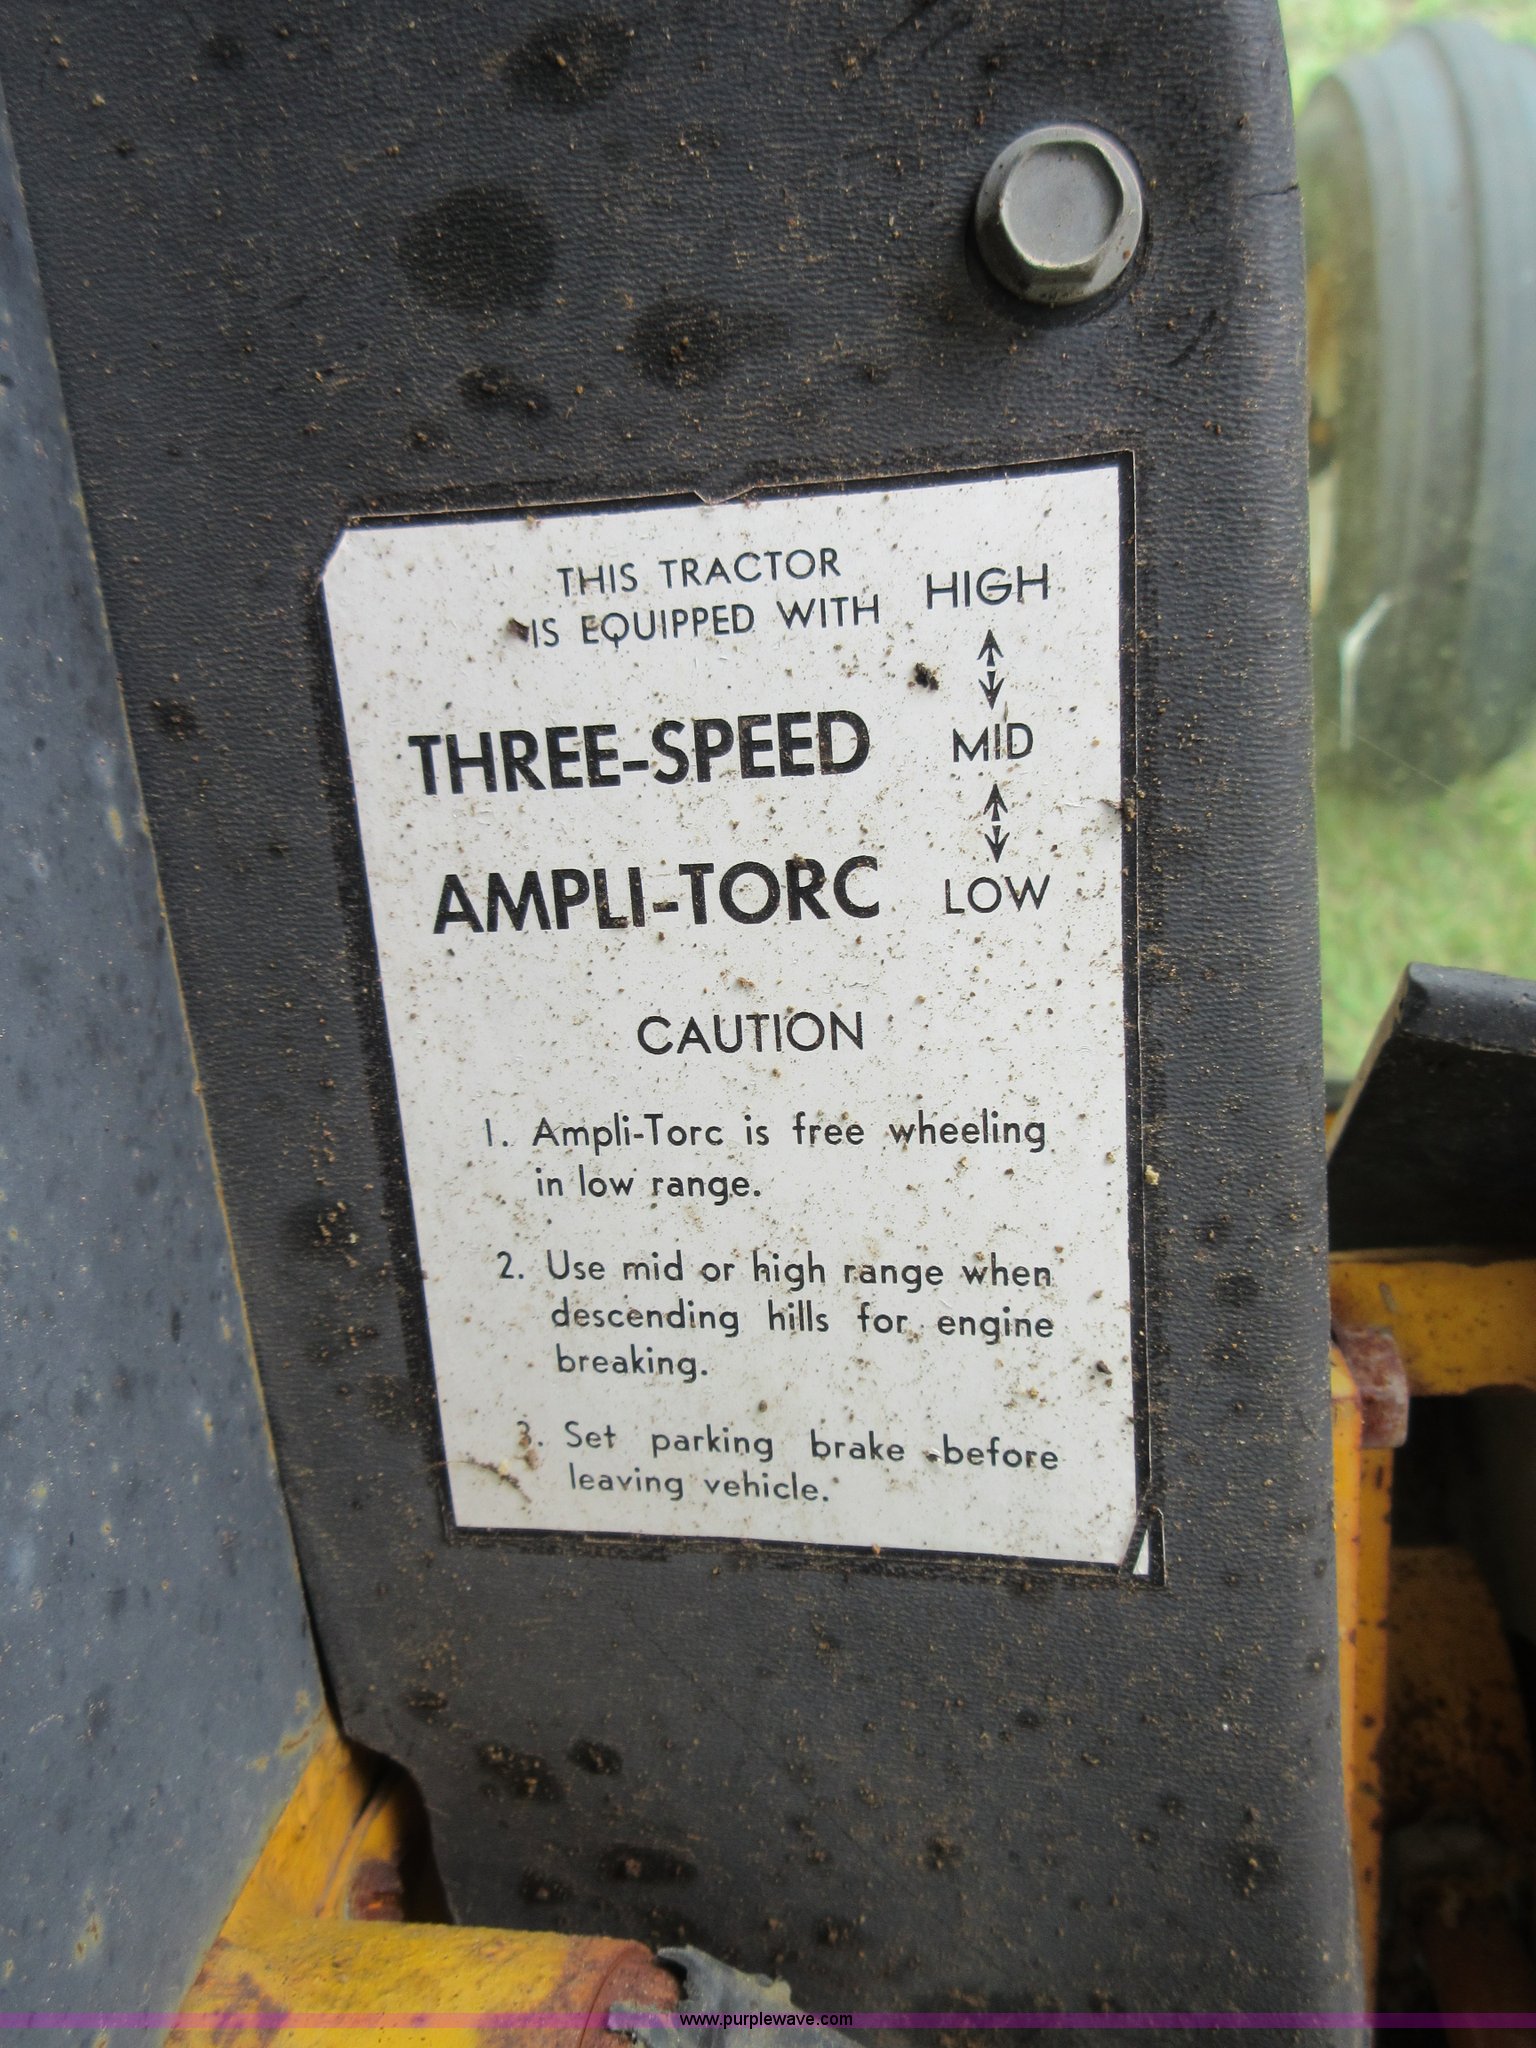 THIS TRACTOR
IS EQUIPPED WITH
HIGH
THREE-SPEED
MID
AMPLI-TORC
LOW
CAUTION
1. Ampli-Torc is free wheeling
in low range.
2. Use mid or high range when
descending hills for engine
breaking.
3. Set parking brake before
leaving vehicle.
www.purplewave.com